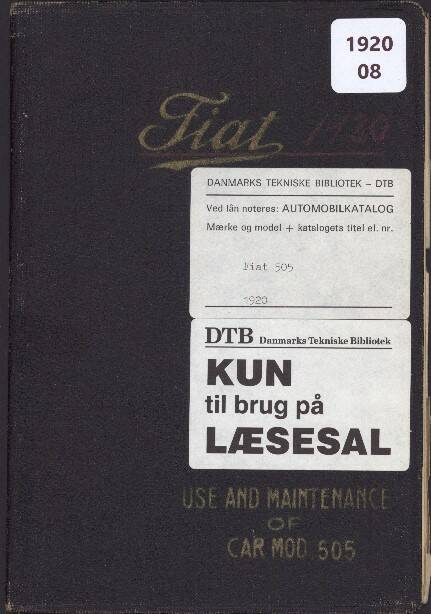 1920
08
Fiat 1920
DANMARKS TEKNISKE BIBLIOTEK – DTB
Ved lån noteres: AUTOMOBILKATALOG
Mærke og model + katalogets titel el. nr.
Fiat 505
1920
DTB Danmarks Tekniske Bibliotek
KUN
til brug på
LÆSESAL
USE AND MAINTENANCE
OF
CAR MOD. 505